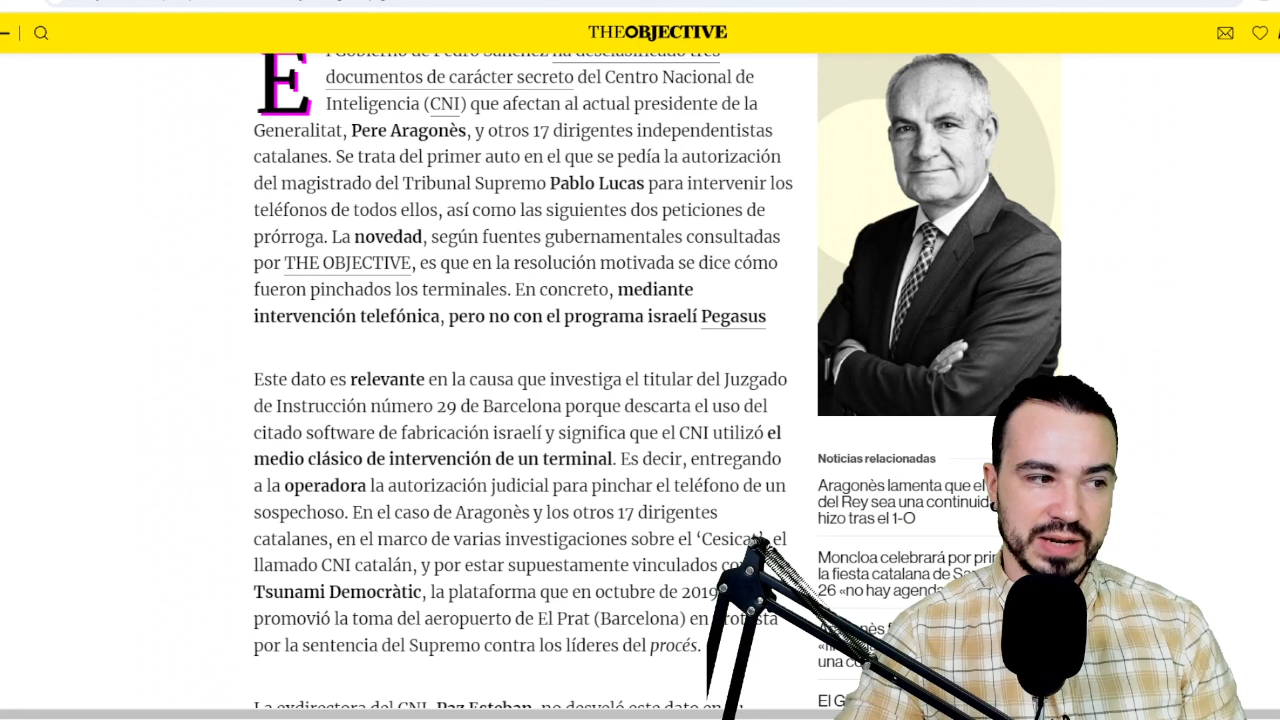 THEOBJECTIVE
El Gobierno de Pedro Sánchez ha desclasificado tres
documentos de carácter secreto del Centro Nacional de
Inteligencia (CNI) que afectan al actual presidente de la
Generalitat, Pere Aragonès, y otros 17 dirigentes independentistas
catalanes. Se trata del primer auto en el que se pedía la autorización
del magistrado del Tribunal Supremo Pablo Lucas para intervenir los
teléfonos de todos ellos, así como las siguientes dos peticiones de
prórroga. La novedad, según fuentes gubernamentales consultadas
por THE OBJECTIVE, es que en la resolución motivada se dice cómo
fueron pinchados los terminales. En concreto, mediante
intervención telefónica, pero no con el programa israelí Pegasus
Este dato es relevante en la causa que investiga el titular del Juzgado
de Instrucción número 29 de Barcelona porque descarta el uso del
citado software de fabricación israelí y significa que el CNI utilizó el
medio clásico de intervención de un terminal. Es decir, entregando
a la operadora la autorización judicial para pinchar el teléfono de un
sospechoso. En el caso de Aragonès y los otros 17 dirigentes
catalanes, en el marco de varias investigaciones sobre el ‘Cesicat’, el
llamado CNI catalán, y por estar supuestamente vinculados
Tsunami Democràtic, la plataforma que en octubre de 2019
promovió la toma del aeropuerto de El Prat (Barcelona) en protesta
por la sentencia del Supremo contra los líderes del procés.
La exdirectora del CNI, Paz Esteban, no desveló este dato en su
Noticias relacionadas
Aragonès lamenta que el
del Rey sea una
hizo tras el 1-O
Moncloa celebrará por
la fiesta catalana de
26 «no hay
una
El